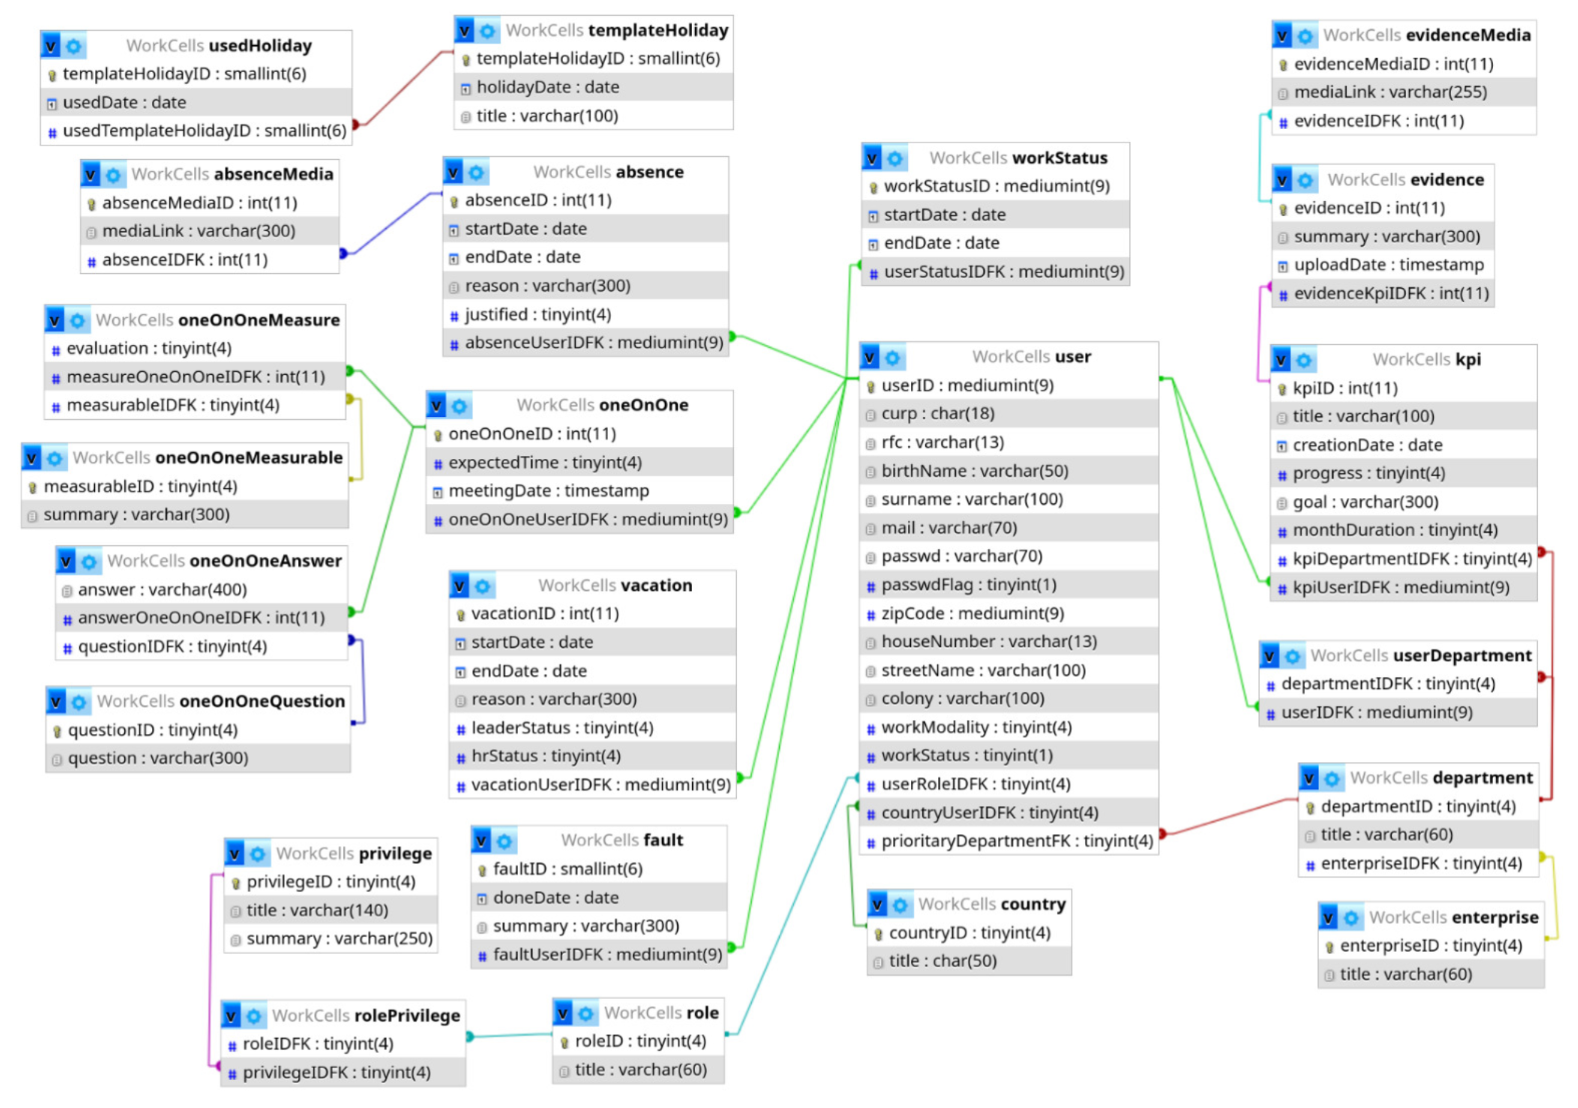 v WorkCells usedHoliday
templateHolidayID : smallint(6)
usedDate : date
# usedTemplateHolidayID : smallint(6)
v WorkCells templateHoliday
templateHolidayID : smallint(6)
holidayDate : date
title : varchar(100)
v WorkCells absenceMedia
absenceMediaID : int(11)
mediaLink : varchar(300)
# absenceIDFK : int(11)
v WorkCells absence
absenceID : int(11)
startDate : date
endDate : date
reason : varchar(300)
# justified : tinyint(4)
# absenceUserIDFK : mediumint(9)
v WorkCells oneOnOneMeasure
# evaluation : tinyint(4)
# measureOneOnOneIDFK : int(11)
# measurableIDFK : tinyint(4)
v WorkCells oneOnOneMeasurable
measurableID : tinyint(4)
summary : varchar(300)
v WorkCells oneOnOne
oneOnOneID : int(11)
# expectedTime : tinyint(4)
meetingDate : timestamp
# oneOnOneUserIDFK : mediumint(9)
v WorkCells oneOnOneAnswer
answer : varchar(400)
# answerOneOnOneIDFK : int(11)
# questionIDFK : tinyint(4)
v WorkCells oneOnOneQuestion
questionID : tinyint(4)
question : varchar(300)
v WorkCells vacation
vacationID : int(11)
startDate : date
endDate : date
reason : varchar(300)
# leaderStatus : tinyint(4)
# hrStatus : tinyint(4)
# vacationUserIDFK : mediumint(9)
v WorkCells privilege
privilegeID : tinyint(4)
title : varchar(140)
summary : varchar(250)
v WorkCells fault
faultID : smallint(6)
doneDate : date
summary : varchar(300)
# faultUserIDFK : mediumint(9)
v WorkCells rolePrivilege
# roleIDFK : tinyint(4)
# privilegeIDFK : tinyint(4)
v WorkCells role
roleID : tinyint(4)
title : varchar(60)
v WorkCells workStatus
workStatusID : mediumint(9)
startDate : date
endDate : date
# userStatusIDFK : mediumint(9)
v WorkCells user
userID : mediumint(9)
curp : char(18)
rfc : varchar(13)
birthName : varchar(50)
surname : varchar(100)
mail : varchar(70)
passwd : varchar(70)
# passwdFlag : tinyint(1)
# zipCode : mediumint(9)
houseNumber : varchar(13)
streetName : varchar(100)
colony : varchar(100)
# workModality : tinyint(4)
# workStatus : tinyint(1)
# userRoleIDFK : tinyint(4)
# countryUserIDFK : tinyint(4)
# prioritaryDepartmentFK : tinyint(4)
v WorkCells country
countryID : tinyint(4)
title : char(50)
v WorkCells evidenceMedia
evidenceMediaID : int(11)
mediaLink : varchar(255)
# evidenceIDFK : int(11)
v WorkCells evidence
evidenceID : int(11)
summary : varchar(300)
uploadDate : timestamp
# evidenceKpiIDFK : int(11)
v WorkCells kpi
kpiID : int(11)
title : varchar(100)
creationDate : date
# progress : tinyint(4)
goal : varchar(300)
# monthDuration : tinyint(4)
# kpiDepartmentIDFK : tinyint(4)
# kpiUserIDFK : mediumint(9)
v WorkCells userDepartment
# departmentIDFK : tinyint(4)
# userIDFK : mediumint(9)
v WorkCells department
departmentID : tinyint(4)
title : varchar(60)
# enterpriseIDFK : tinyint(4)
v WorkCells enterprise
enterpriseID : tinyint(4)
title : varchar(60)